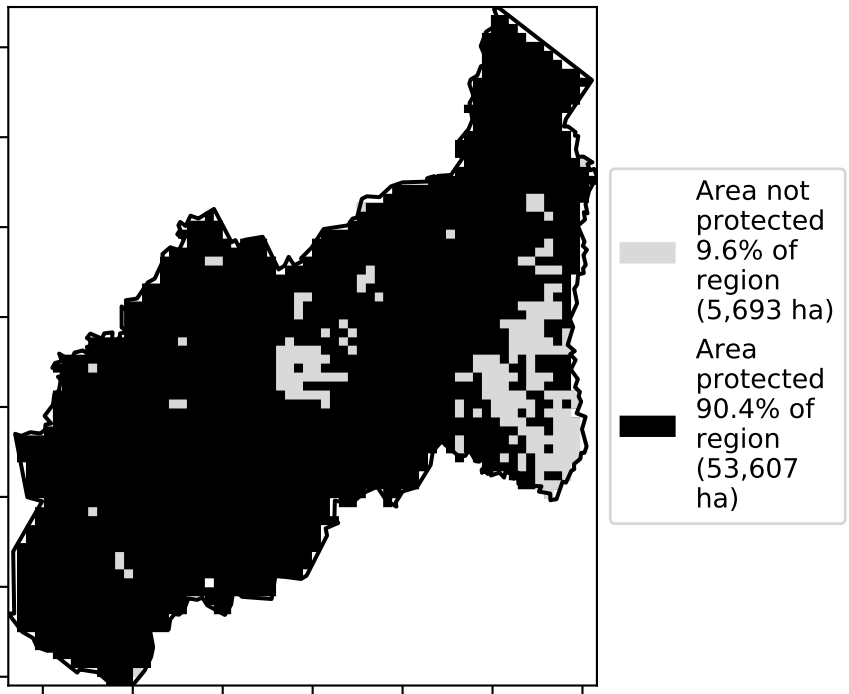 Area not
protected
9.6% of
region
(5,693 ha)
Area
protected
90.4% of
region
(53,607
ha)